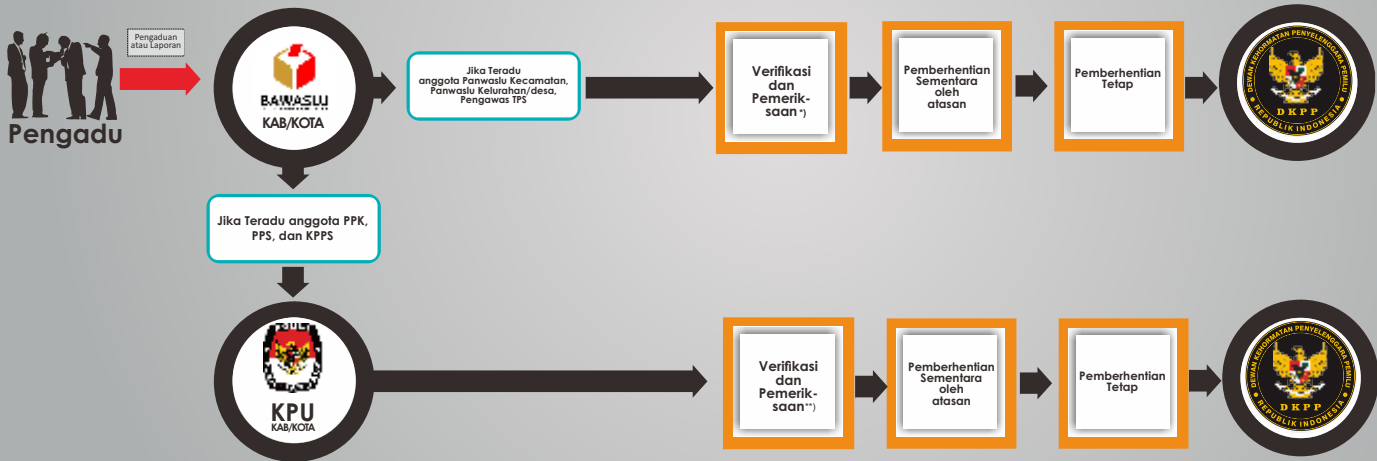 Pengadu
Pengaduan
atau Laporan
BAWASLU
KAB/KOTA
Jika Teradu
anggota Panwaslu Kecamatan,
Panwaslu Kelurahan/desa,
Pengawas TPS
Verifikasi
dan
Pemerik-
saan *)
Pemberhentian
Sementara
oleh
atasan
Pemberhentian
Tetap
DEWAN KEHORMATAN PENYELENGGARA PEMILU
DKPP
REPUBLIK INDONESIA
Jika Teradu anggota PPK,
PPS, dan KPPS
KPU
KAB/KOTA
Verifikasi
dan
Pemerik-
saan**)
Pemberhentian
Sementara
oleh
atasan
Pemberhentian
Tetap
DEWAN KEHORMATAN PENYELENGGARA PEMILU
DKPP
REPUBLIK INDONESIA